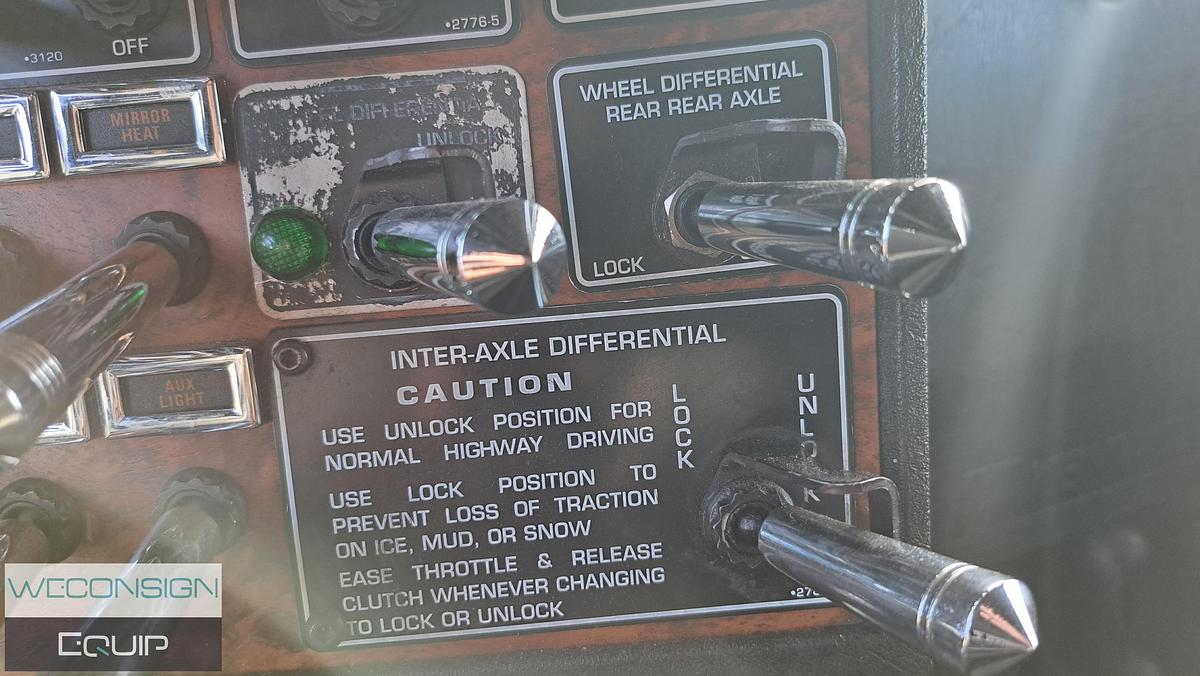 •3120
OFF
•2776-5
MIRROR
HEAT
DIFFERENTIAL
UNLOCK
WHEEL DIFFERENTIAL
REAR REAR AXLE
LOCK
AUX
LIGHT
INTER-AXLE DIFFERENTIAL
CAUTION
USE UNLOCK POSITION FOR
NORMAL HIGHWAY DRIVING
USE LOCK POSITION TO
PREVENT LOSS OF TRACTION
ON ICE, MUD, OR SNOW
EASE THROTTLE & RELEASE
CLUTCH WHENEVER CHANGING
TO LOCK OR UNLOCK
LOCK
UNLOCK
WECONSIGN
EQUIP